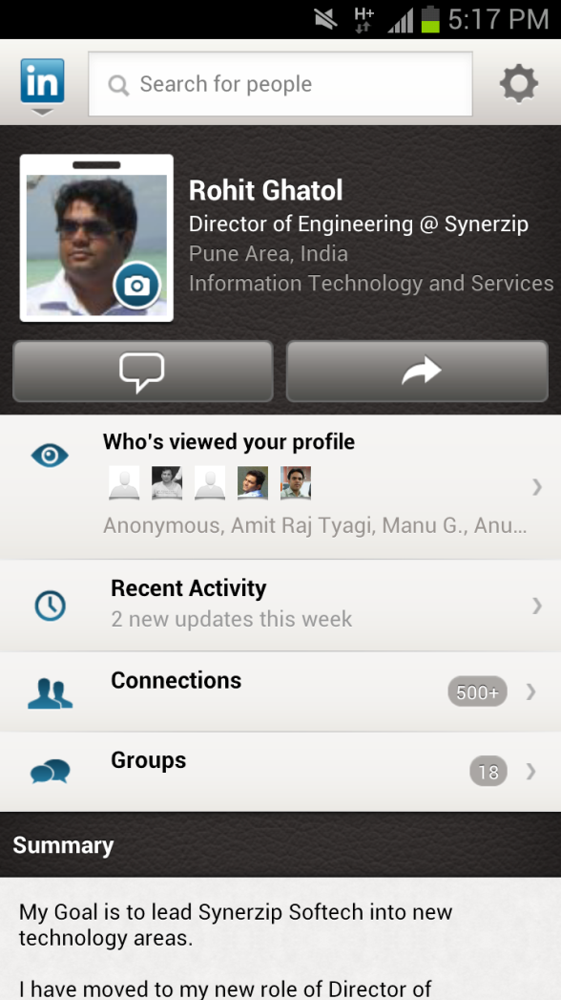 H+ 5:17 PM
in Search for people
Rohit Ghatol
Director of Engineering @ Synerzip
Pune Area, India
Information Technology and Services
Who's viewed your profile
Anonymous, Amit Raj Tyagi, Manu G., Anu...
Recent Activity
2 new updates this week
Connections
500+
Groups
18
Summary
My Goal is to lead Synerzip Softech into new
technology areas.
I have moved to my new role of Director of